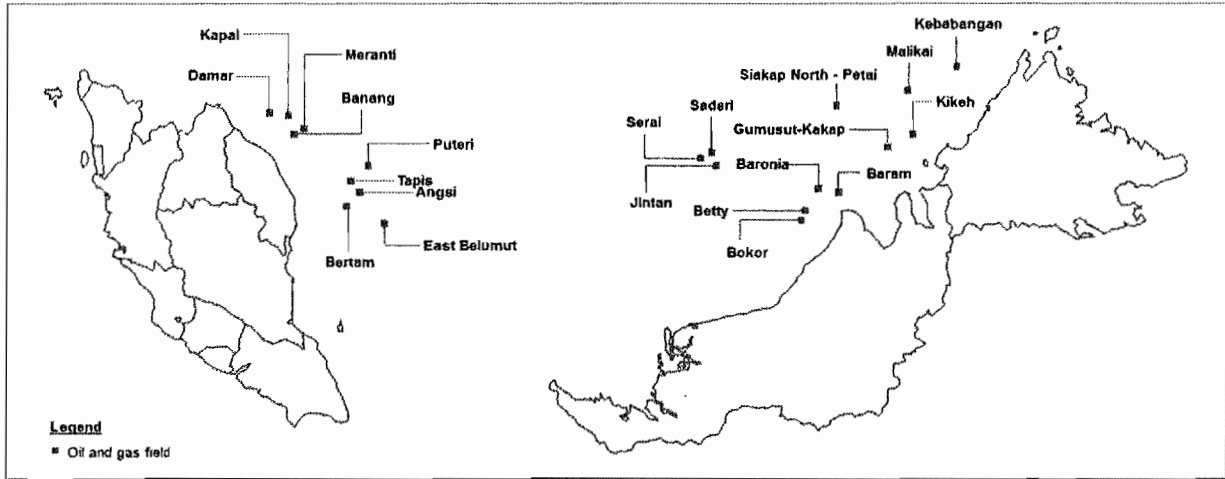 Kapal
Meranti
Damar
Banang
Puteri
Tapis
Angsi
East Belumut
Bertam
Kebabangan
Malikai
Siakap North - Petai
Kikeh
Saderi
Serai
Gumusut-Kakap
Baronia
Baram
Jintan
Betty
Bokor
Legend
Oil and gas field